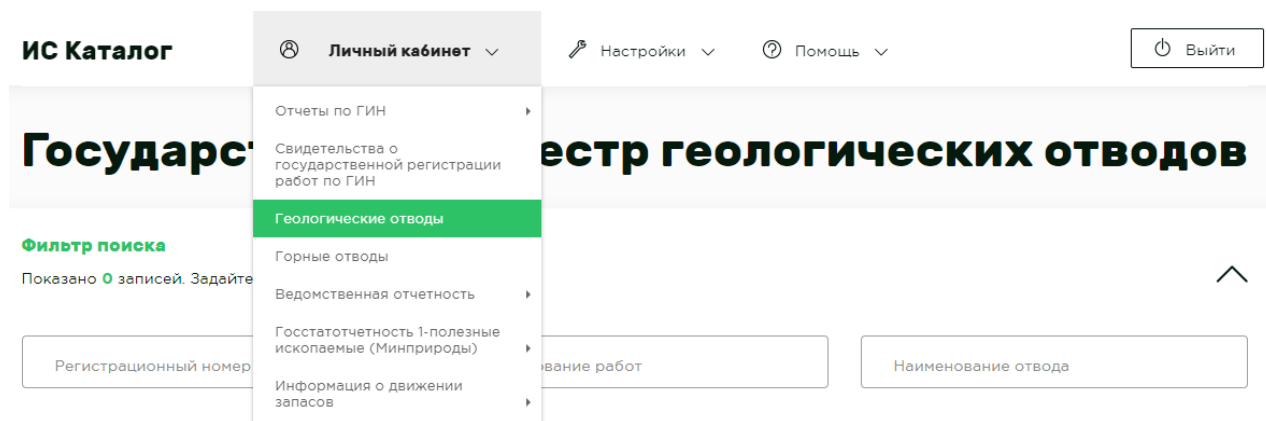 ИС Каталог
Личный кабинет
Настройки
Помощь
Выйти
Отчеты по ГИН
Государс
естр геологических отводов
Свидетельства о
государственной регистрации
работ по ГИН
Геологические отводы
Фильтр поиска
Горные отводы
Показано 0 записей. Задайте
Ведомственная отчетность
Госстатотчетность 1-полезные
ископаемые (Минприроды)
Регистрационный номер
вание работ
Наименование отвода
Информация о движении
запасов